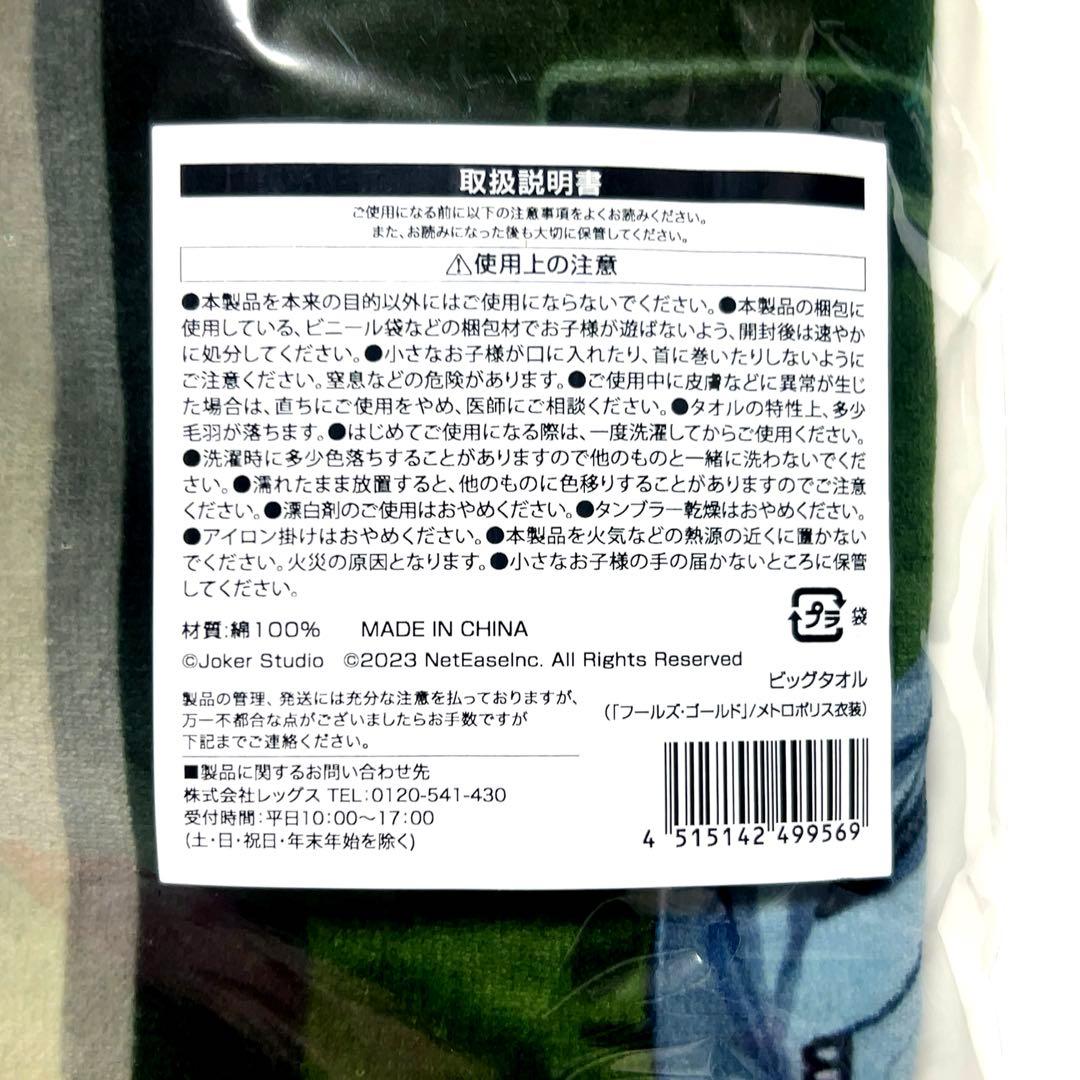 取扱説明書
ご使用になる前に以下の注意事項をよくお読みください。
また、お読みになった後も大切に保管してください。
⚠使用上の注意
●本製品を本来の目的以外にはご使用にならないでください。●本製品の梱包に
使用している、ビニール袋などの梱包材でお子様が遊ばないよう、開封後は速やか
に処分してください。●小さなお子様が口に入れたり、首に巻いたりしないように
ご注意ください。窒息などの危険があります。●ご使用中に皮膚などに異常が生じ
た場合は、直ちにご使用をやめ、医師にご相談ください。●タオルの特性上、多少
毛羽が落ちます。●はじめてご使用になる際は、一度洗濯してからご使用ください。
●洗濯時に多少色落ちすることがありますので他のものと一緒に洗わないでくだ
さい。●濡れたまま放置すると、他のものに色移りすることがありますのでご注意
ください。●漂白剤のご使用はおやめください。●タンブラー乾燥はおやめください。
●アイロン掛けはおやめください。●本製品を火気などの熱源の近くに置かない
でください。火災の原因となります。●小さなお子様の手の届かないところに保管
してください。
プラ 袋
材質:綿100% MADE IN CHINA
©Joker Studio ©2023 NetEaseInc. All Rights Reserved
ビッグタオル
(「フールズ・ゴールド」/メトロポリス衣装)
製品の管理、発送には充分な注意を払っておりますが、
万一不都合な点がございましたらお手数ですが
下記までご連絡ください。
■製品に関するお問い合わせ先
株式会社レッグス TEL:0120-541-430
受付時間:平日10:00〜17:00
(土・日・祝日・年末年始を除く)
4 515142 499569